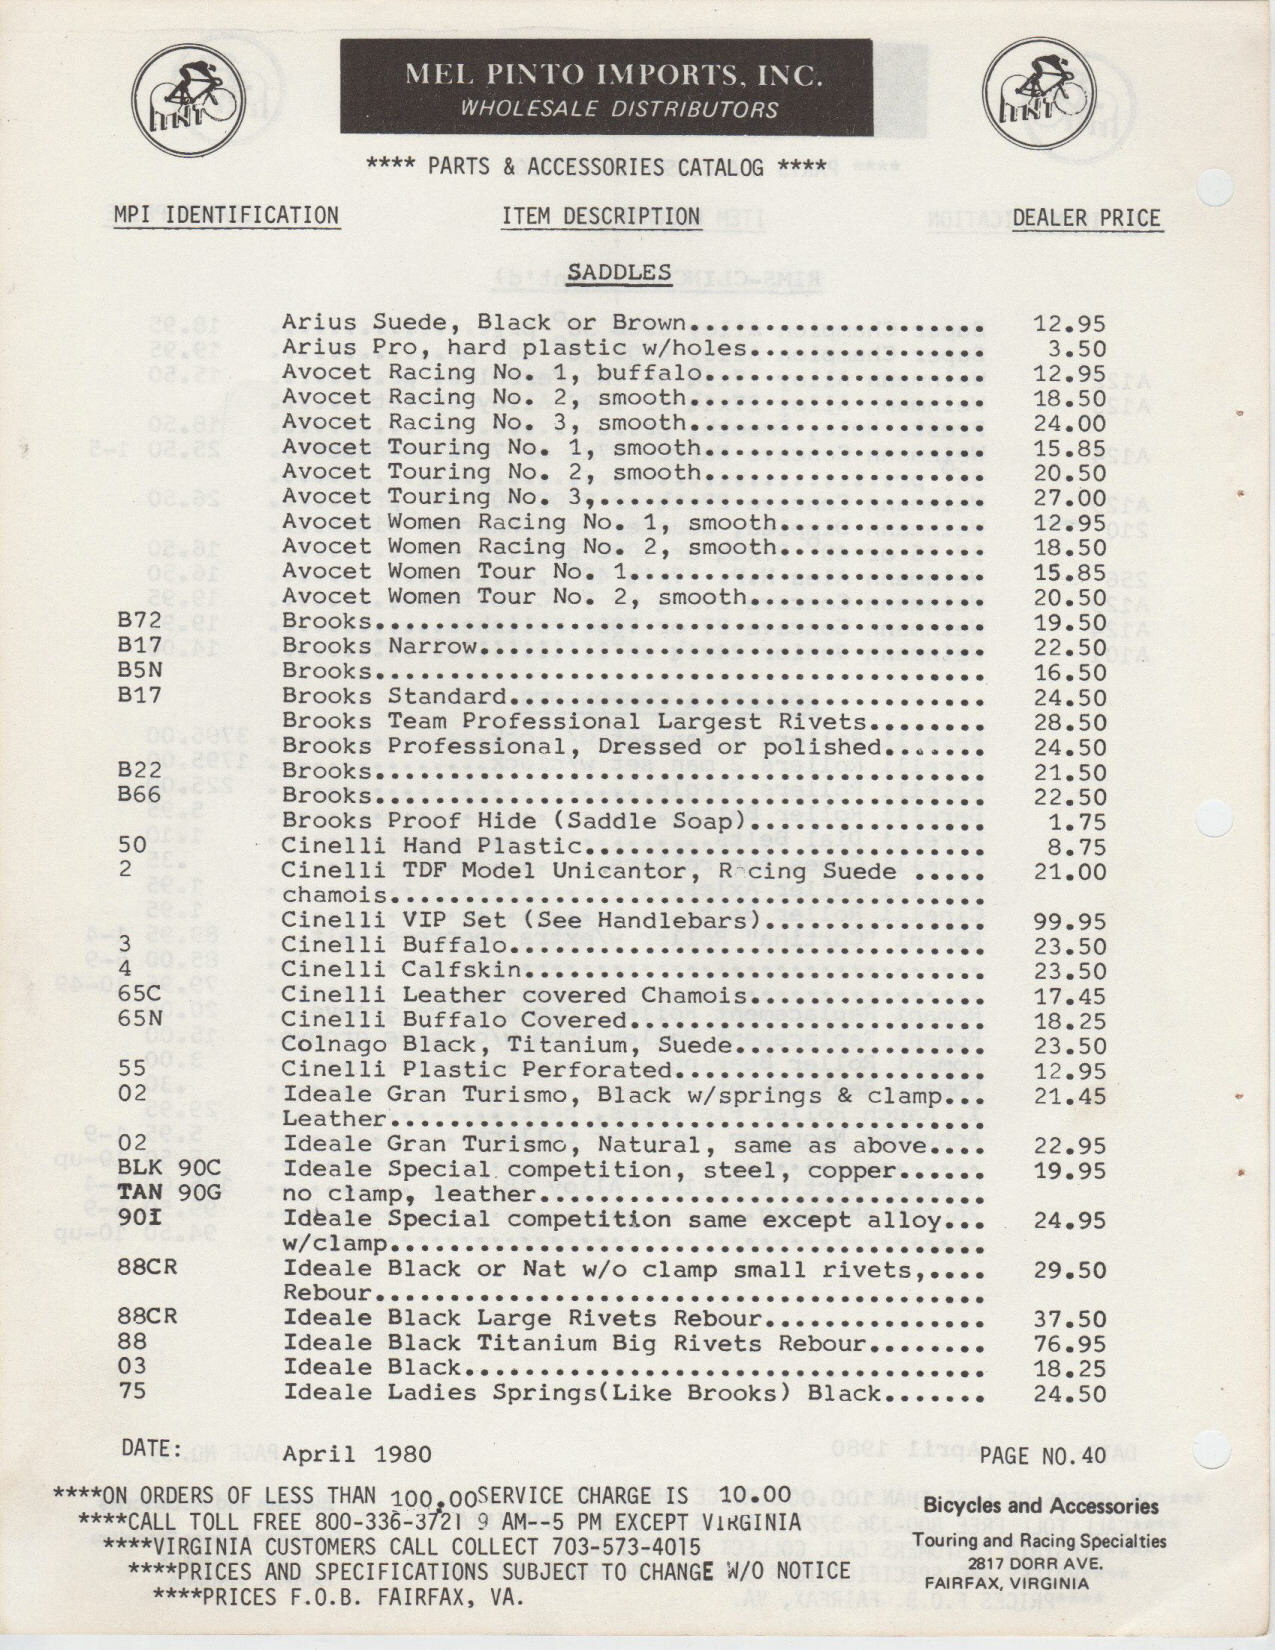 MEL PINTO IMPORTS, INC.
WHOLESALE DISTRIBUTORS
**** PARTS & ACCESSORIES CATALOG ****
MPI IDENTIFICATION ITEM DESCRIPTION DEALER PRICE
SADDLES
Arius Suede, Black or Brown.................... 12.95
Arius Pro, hard plastic w/holes................ 3.50
Avocet Racing No. 1, buffalo................... 12.95
Avocet Racing No. 2, smooth.................... 18.50
Avocet Racing No. 3, smooth.................... 24.00
Avocet Touring No. 1, smooth................... 15.85
Avocet Touring No. 2, smooth................... 20.50
Avocet Touring No. 3,.......................... 27.00
Avocet Women Racing No. 1, smooth.............. 12.95
Avocet Women Racing No. 2, smooth.............. 18.50
Avocet Women Tour No. 1........................ 15.85
Avocet Women Tour No. 2, smooth................ 20.50
B72 Brooks......................................... 19.50
B17 Brooks Narrow.................................. 22.50
B5N Brooks......................................... 16.50
B17 Brooks Standard................................ 24.50
Brooks Team Professional Largest Rivets........ 28.50
Brooks Professional, Dressed or polished....... 24.50
B22 Brooks......................................... 21.50
B66 Brooks......................................... 22.50
Brooks Proof Hide (Saddle Soap)................ 1.75
50 Cinelli Hand Plastic........................... 8.75
2 Cinelli TDF Model Unicantor, Racing Suede ..... 21.00
chamois........................................
Cinelli VIP Set (See Handlebars)............... 99.95
3 Cinelli Buffalo................................ 23.50
4 Cinelli Calfskin............................... 23.50
65C Cinelli Leather covered Chamois................ 17.45
65N Cinelli Buffalo Covered........................ 18.25
Colnago Black, Titanium, Suede................. 23.50
55 Cinelli Plastic Perforated..................... 12.95
02 Ideale Gran Turismo, Black w/springs & clamp... 21.45
Leather........................................
02 Ideale Gran Turismo, Natural, same as above.... 22.95
BLK 90C Ideale Special competition, steel, copper...... 19.95
TAN 90G no clamp, leather..............................
90I Ideale Special competition same except alloy... 24.95
w/clamp........................................
88CR Ideale Black or Nat w/o clamp small rivets,.... 29.50
Rebour.........................................
88CR Ideale Black Large Rivets Rebour............... 37.50
88 Ideale Black Titanium Big Rivets Rebour........ 76.95
03 Ideale Black................................... 18.25
75 Ideale Ladies Springs(Like Brooks) Black....... 24.50
DATE: April 1980 PAGE NO.40
****ON ORDERS OF LESS THAN 100.00SERVICE CHARGE IS 10.00
****CALL TOLL FREE 800-336-3721 9 AM--5 PM EXCEPT VIRGINIA
****VIRGINIA CUSTOMERS CALL COLLECT 703-573-4015
****PRICES AND SPECIFICATIONS SUBJECT TO CHANGE W/O NOTICE
****PRICES F.O.B. FAIRFAX, VA.
Bicycles and Accessories
Touring and Racing Specialties
2817 DORR AVE.
FAIRFAX, VIRGINIA